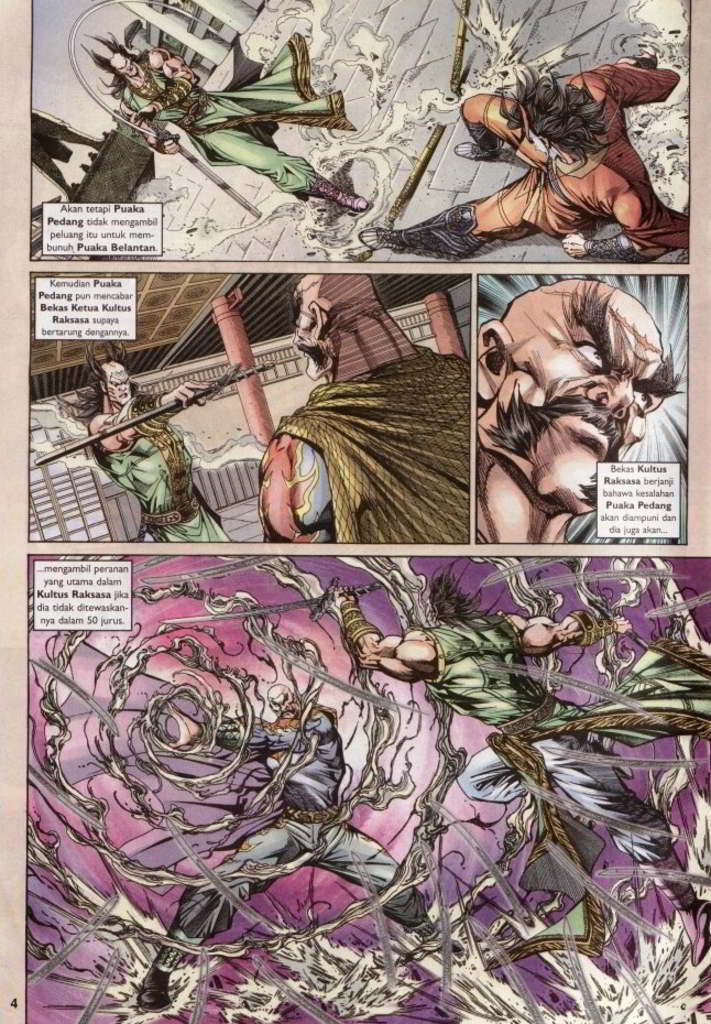 Akan tetapi Puaka
Pedang tidak mengambil
peluang itu untuk mem-
bunuh Puaka Belantan.
Kemudian Puaka
Pedang pun mencabar
Bekas Ketua Kultus
Raksasa supaya
bertarung dengannya.
Bekas Kultus
Raksasa berjanji
bahawa kesalahan
Puaka Pedang
akan diampuni dan
dia juga akan...
...mengambil peranan
yang utama dalam
Kultus Raksasa jika
dia tidak ditewaskan-
nya dalam 50 jurus.
4